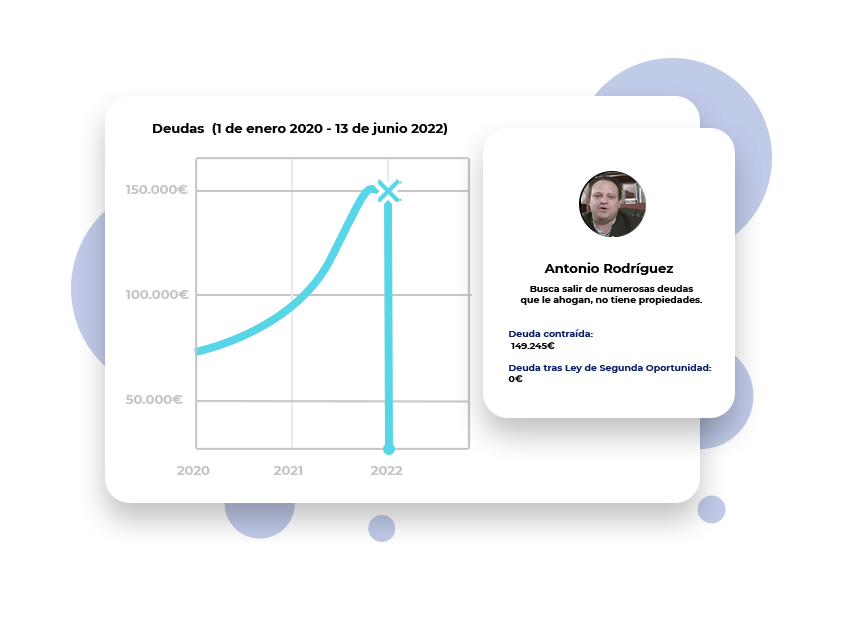 Deudas (1 de enero 2020 - 13 de junio 2022)
150.000€
100.000€
50.000€
2020 2021 2022
Antonio Rodríguez
Busca salir de numerosas deudas
que le ahogan, no tiene propiedades.
Deuda contraída:
149.245€
Deuda tras Ley de Segunda Oportunidad:
0€